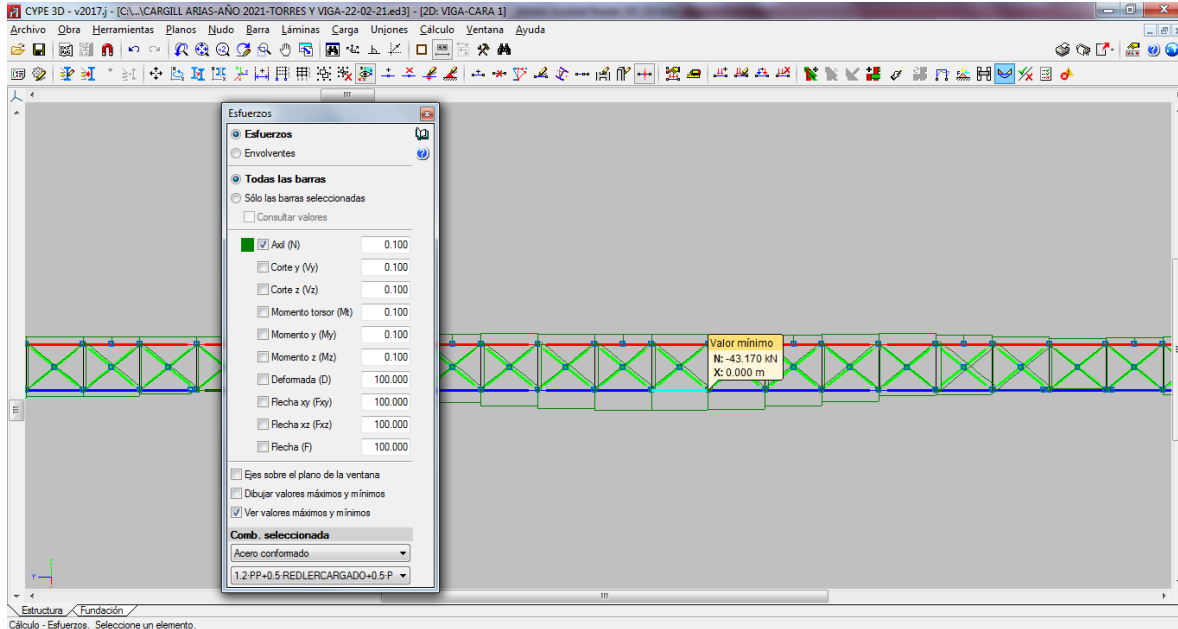 CYPE 3D - v2017.j - [C:\...\CARGILL ARIAS-AÑO 2021-TORRES Y VIGA-22-02-21.ed3] - [2D: VIGA-CARA 1]
Archivo Obra Herramientas Planos Nudo Barra Láminas Carga Uniones Cálculo Ventana Ayuda
Esfuerzos
Esfuerzos
Envolventes
Todas las barras
Sólo las barras seleccionadas
Consultar valores
Axil (N) 0.100
Corte y (Vy) 0.100
Corte z (Vz) 0.100
Momento torsor (Mt) 0.100
Momento y (My) 0.100
Momento z (Mz) 0.100
Deformada (D) 100.000
Flecha xy (Fxy) 100.000
Flecha xz (Fxz) 100.000
Flecha (F) 100.000
Ejes sobre el plano de la ventana
Dibujar valores máximos y mínimos
Ver valores máximos y mínimos
Comb. seleccionada
Acero conformado
1.2·PP+0.5·REDLERCARGADO+0.5·P
Valor mínimo
N: -43.170 kN
X: 0.000 m
Y
Estructura Fundación
Cálculo - Esfuerzos. Seleccione un elemento.